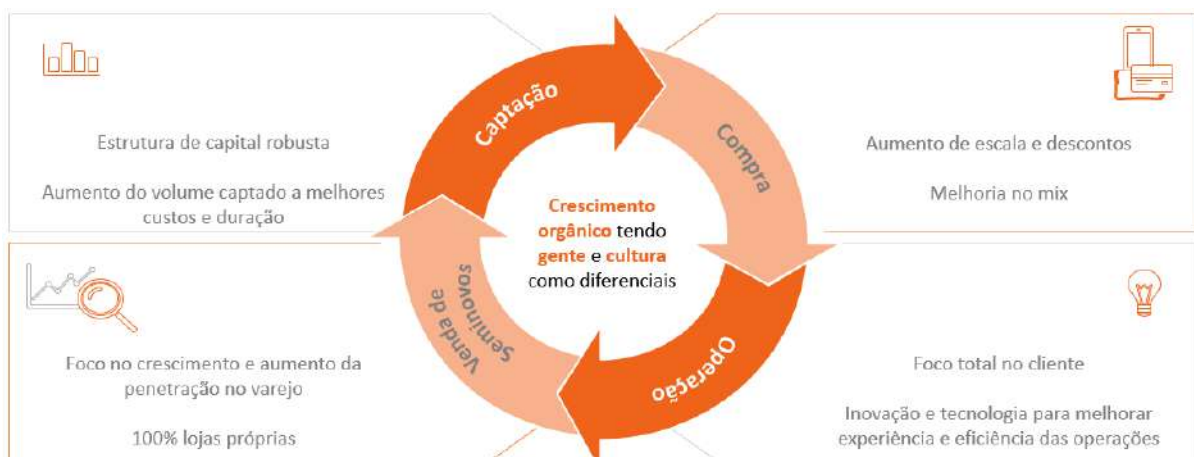 Estrutura de capital robusta
Aumento do volume captado a melhores
custos e duração
Captação
Compra
Aumento de escala e descontos
Melhoria no mix
Crescimento
orgânico tendo
gente e cultura
como diferenciais
Foco no crescimento e aumento da
penetração no varejo
100% lojas próprias
Venda de
Seminovos
Operação
Foco total no cliente
Inovação e tecnologia para melhorar
experiência e eficiência das operações